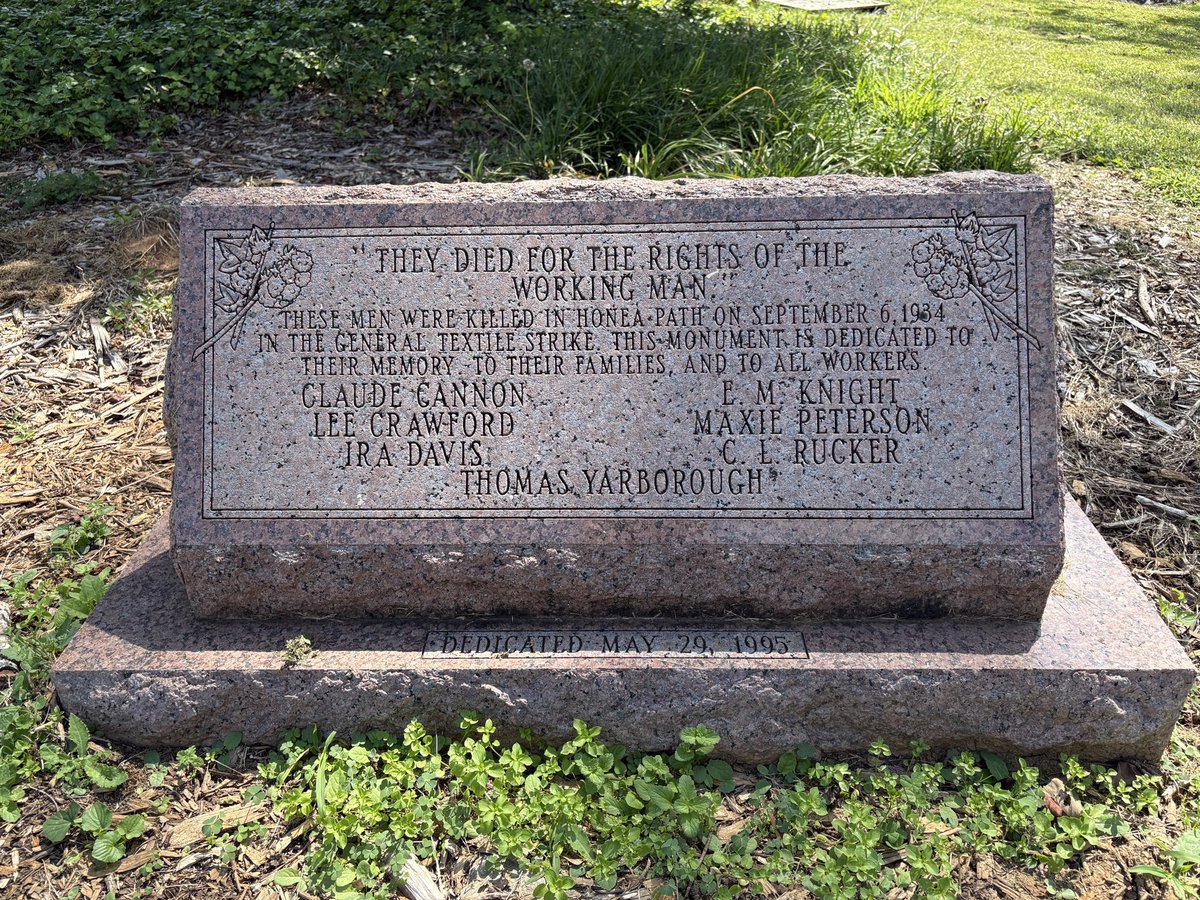 "THEY DIED FOR THE RIGHTS OF THE
WORKING MAN."
THESE MEN WERE KILLED IN HONEA PATH ON SEPTEMBER 6, 1934
IN THE GENERAL TEXTILE STRIKE. THIS MONUMENT IS DEDICATED TO
THEIR MEMORY, TO THEIR FAMILIES, AND TO ALL WORKERS.
CLAUDE CANNON E. Mc KNIGHT
LEE CRAWFORD MAXIE PETERSON
IRA DAVIS C. L. RUCKER
THOMAS YARBOROUGH
DEDICATED MAY 29, 1995